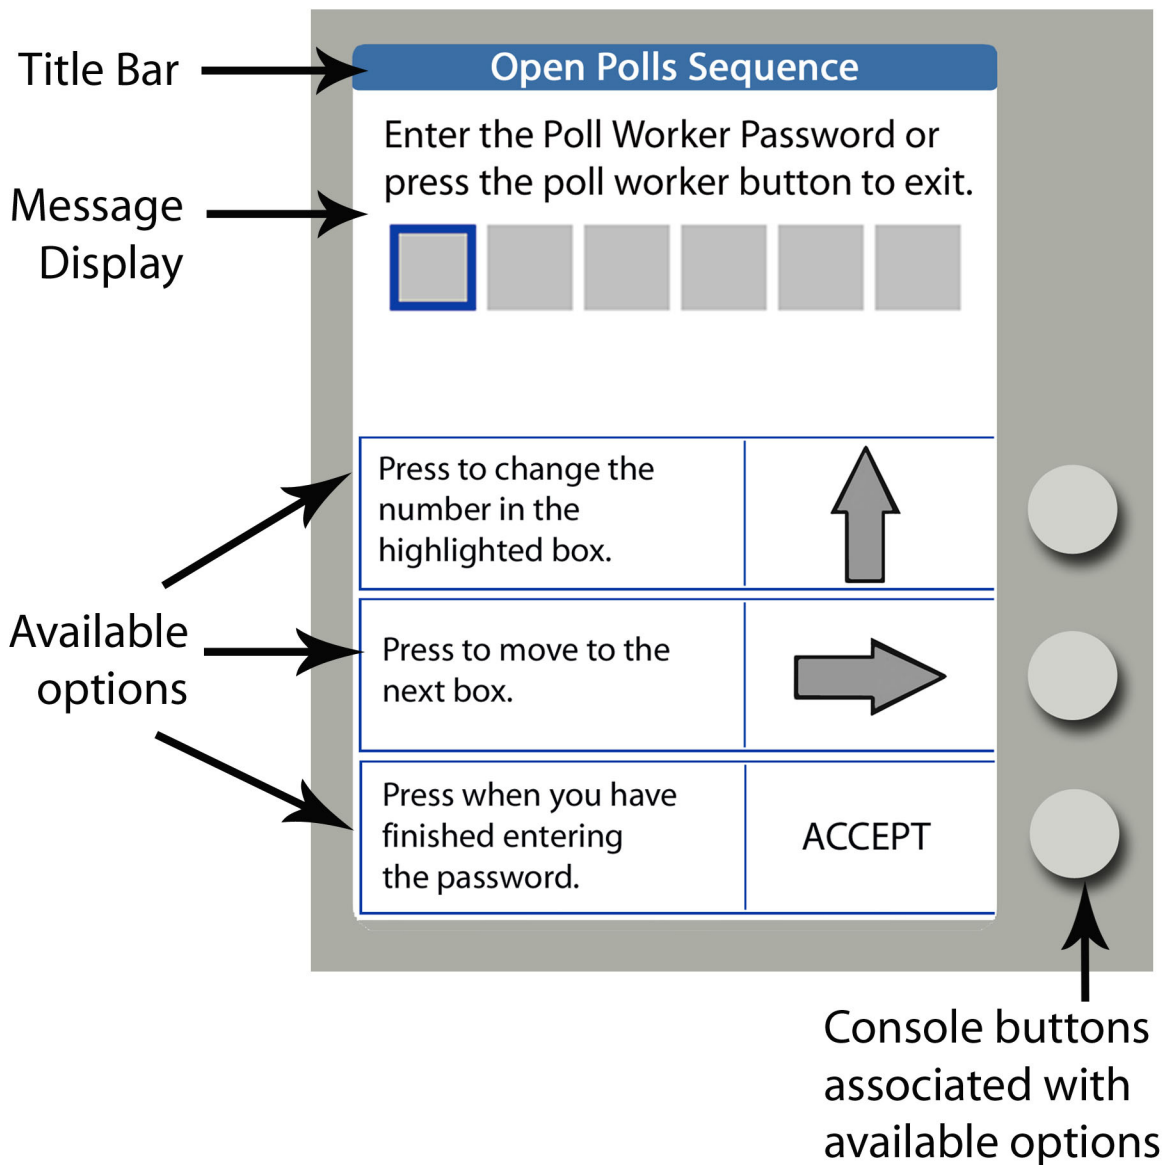 Title Bar
Open Polls Sequence
Enter the Poll Worker Password or
press the poll worker button to exit.
Message
Display
Press to change the
number in the
highlighted box.
Available
options
Press to move to the
next box.
Press when you have
finished entering
the password.
ACCEPT
Console buttons
associated with
available options